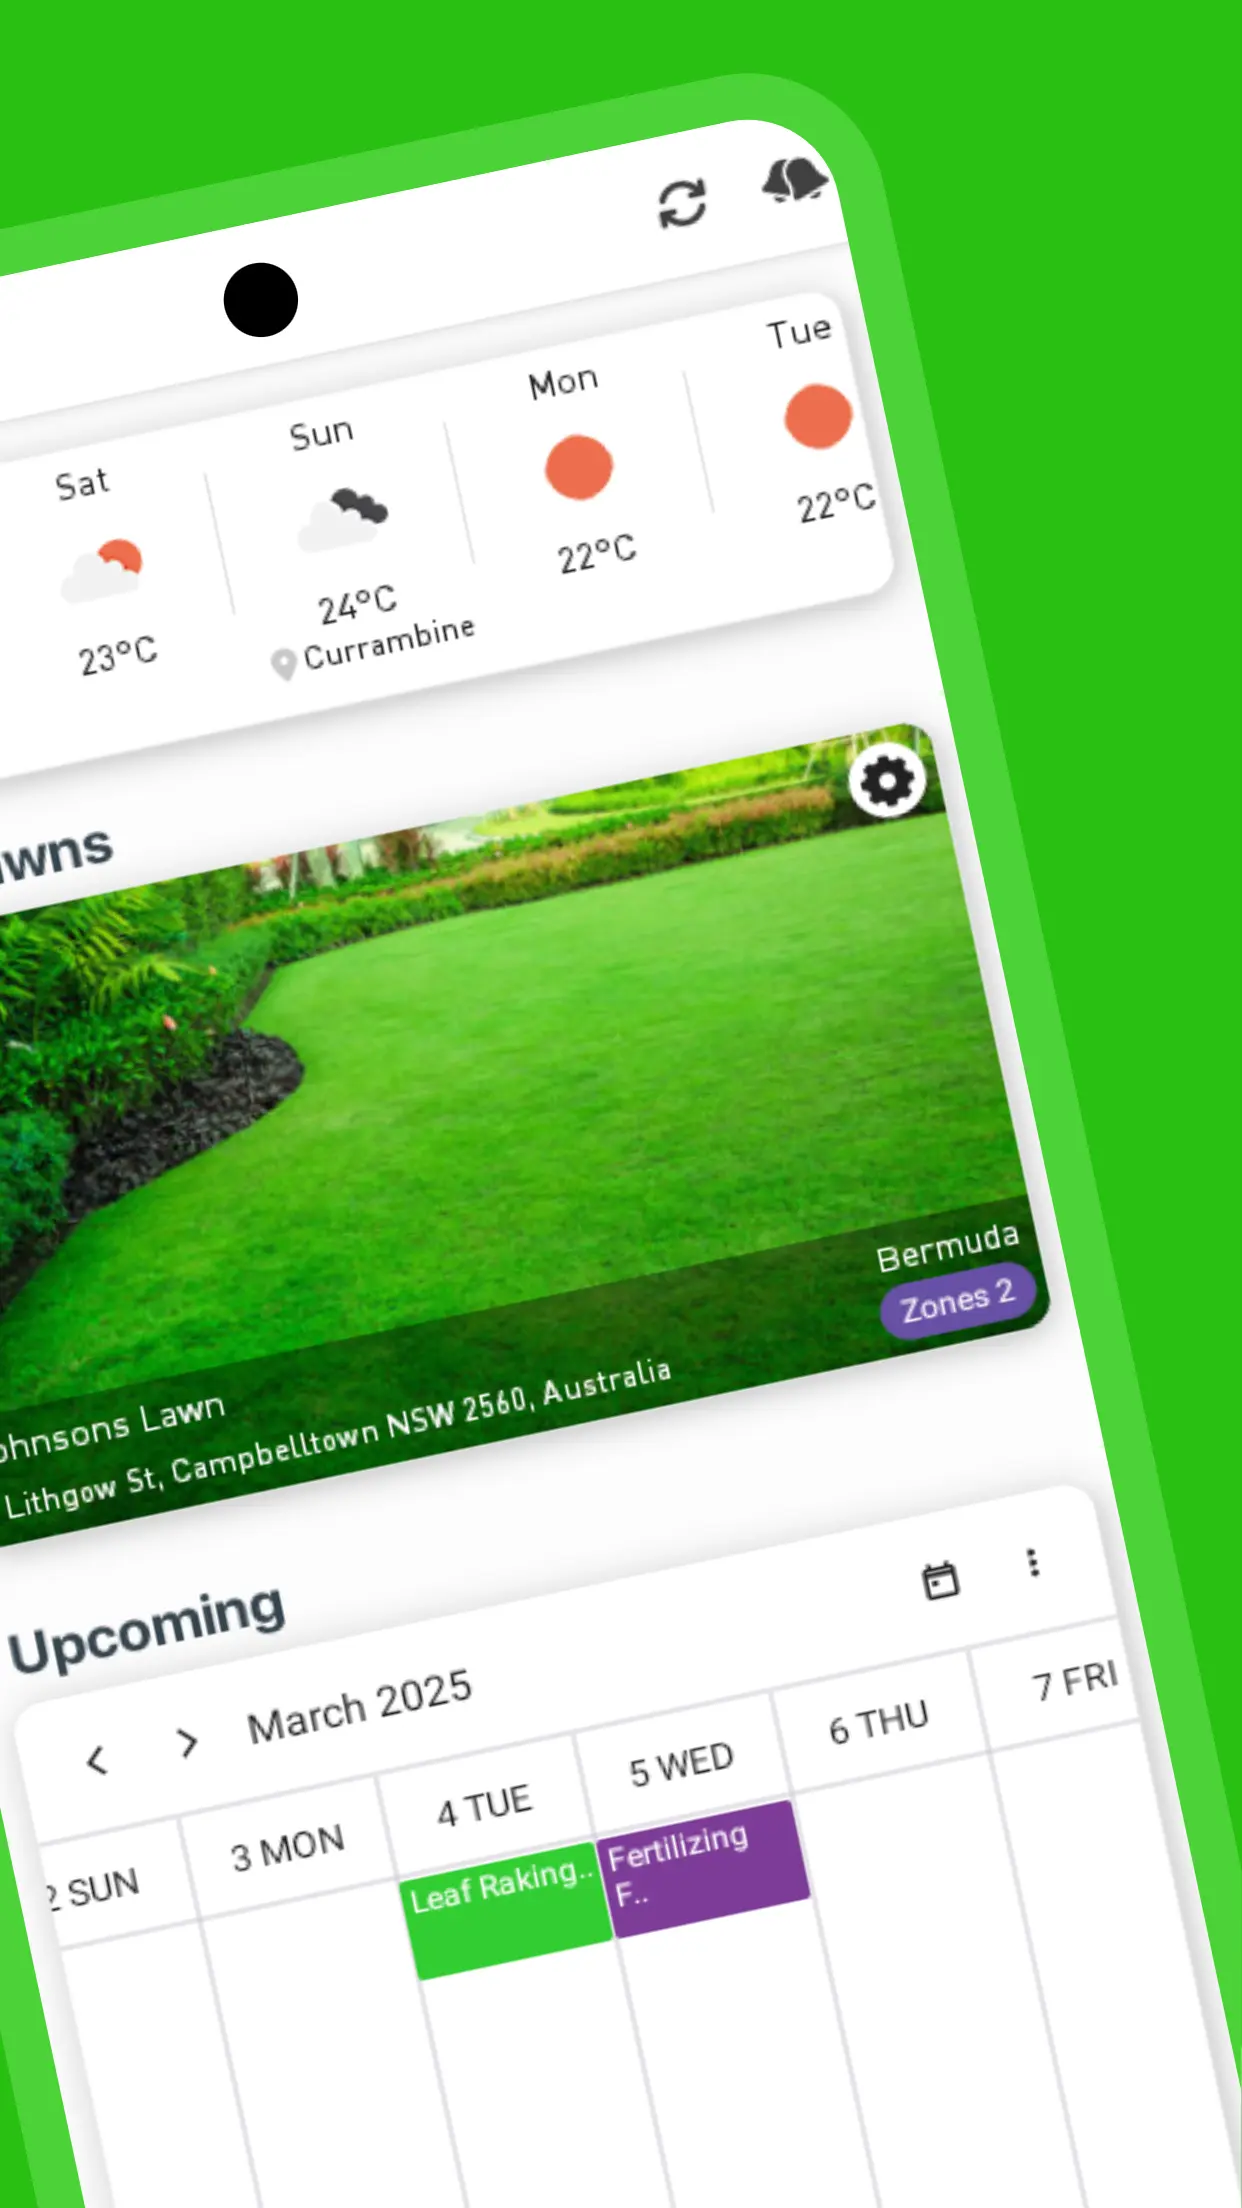 Sat
23°C
Sun
24°C
Currambine
Mon
22°C
Tue
22°C
wns
Bermuda
Zones 2
ohnsons Lawn
Lithgow St, Campbelltown NSW 2560, Australia
Upcoming
March 2025
2 SUN
3 MON
4 TUE
5 WED
6 THU
7 FRI
Leaf Raking..
Fertilizing
F..